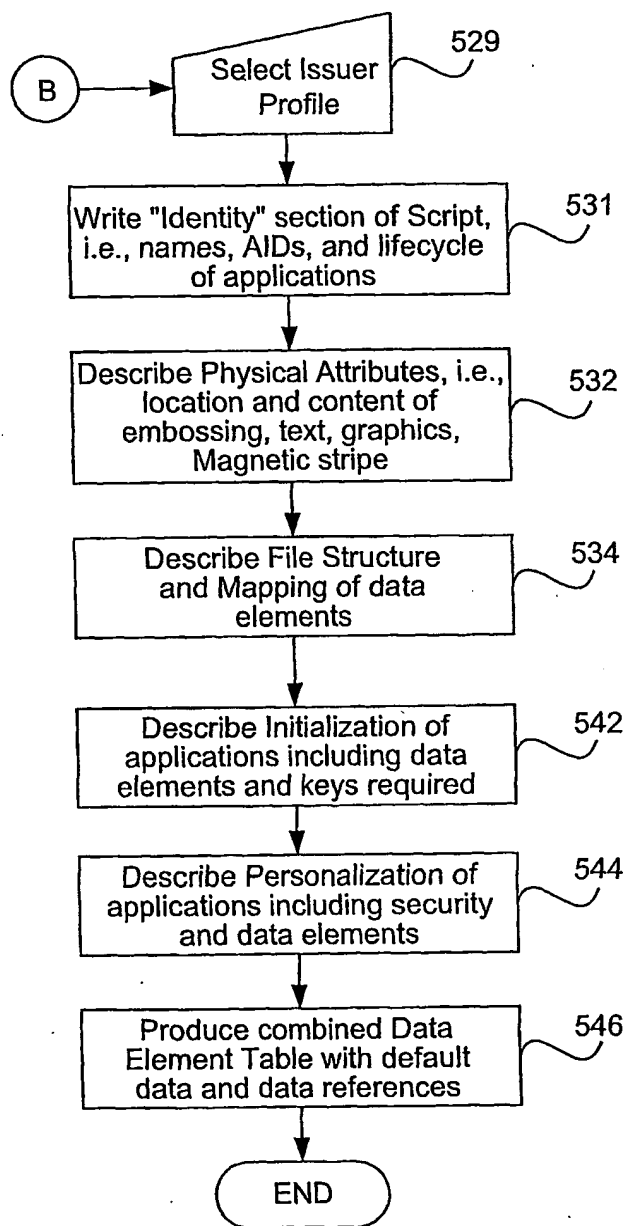 529
B
Select Issuer
Profile
531
Write "Identity" section of Script,
i.e., names, AIDs, and lifecycle
of applications
532
Describe Physical Attributes, i.e.,
location and content of
embossing, text, graphics,
Magnetic stripe
534
Describe File Structure
and Mapping of data
elements
542
Describe Initialization of
applications including data
elements and keys required
544
Describe Personalization of
applications including security
and data elements
546
Produce combined Data
Element Table with default
data and data references
END